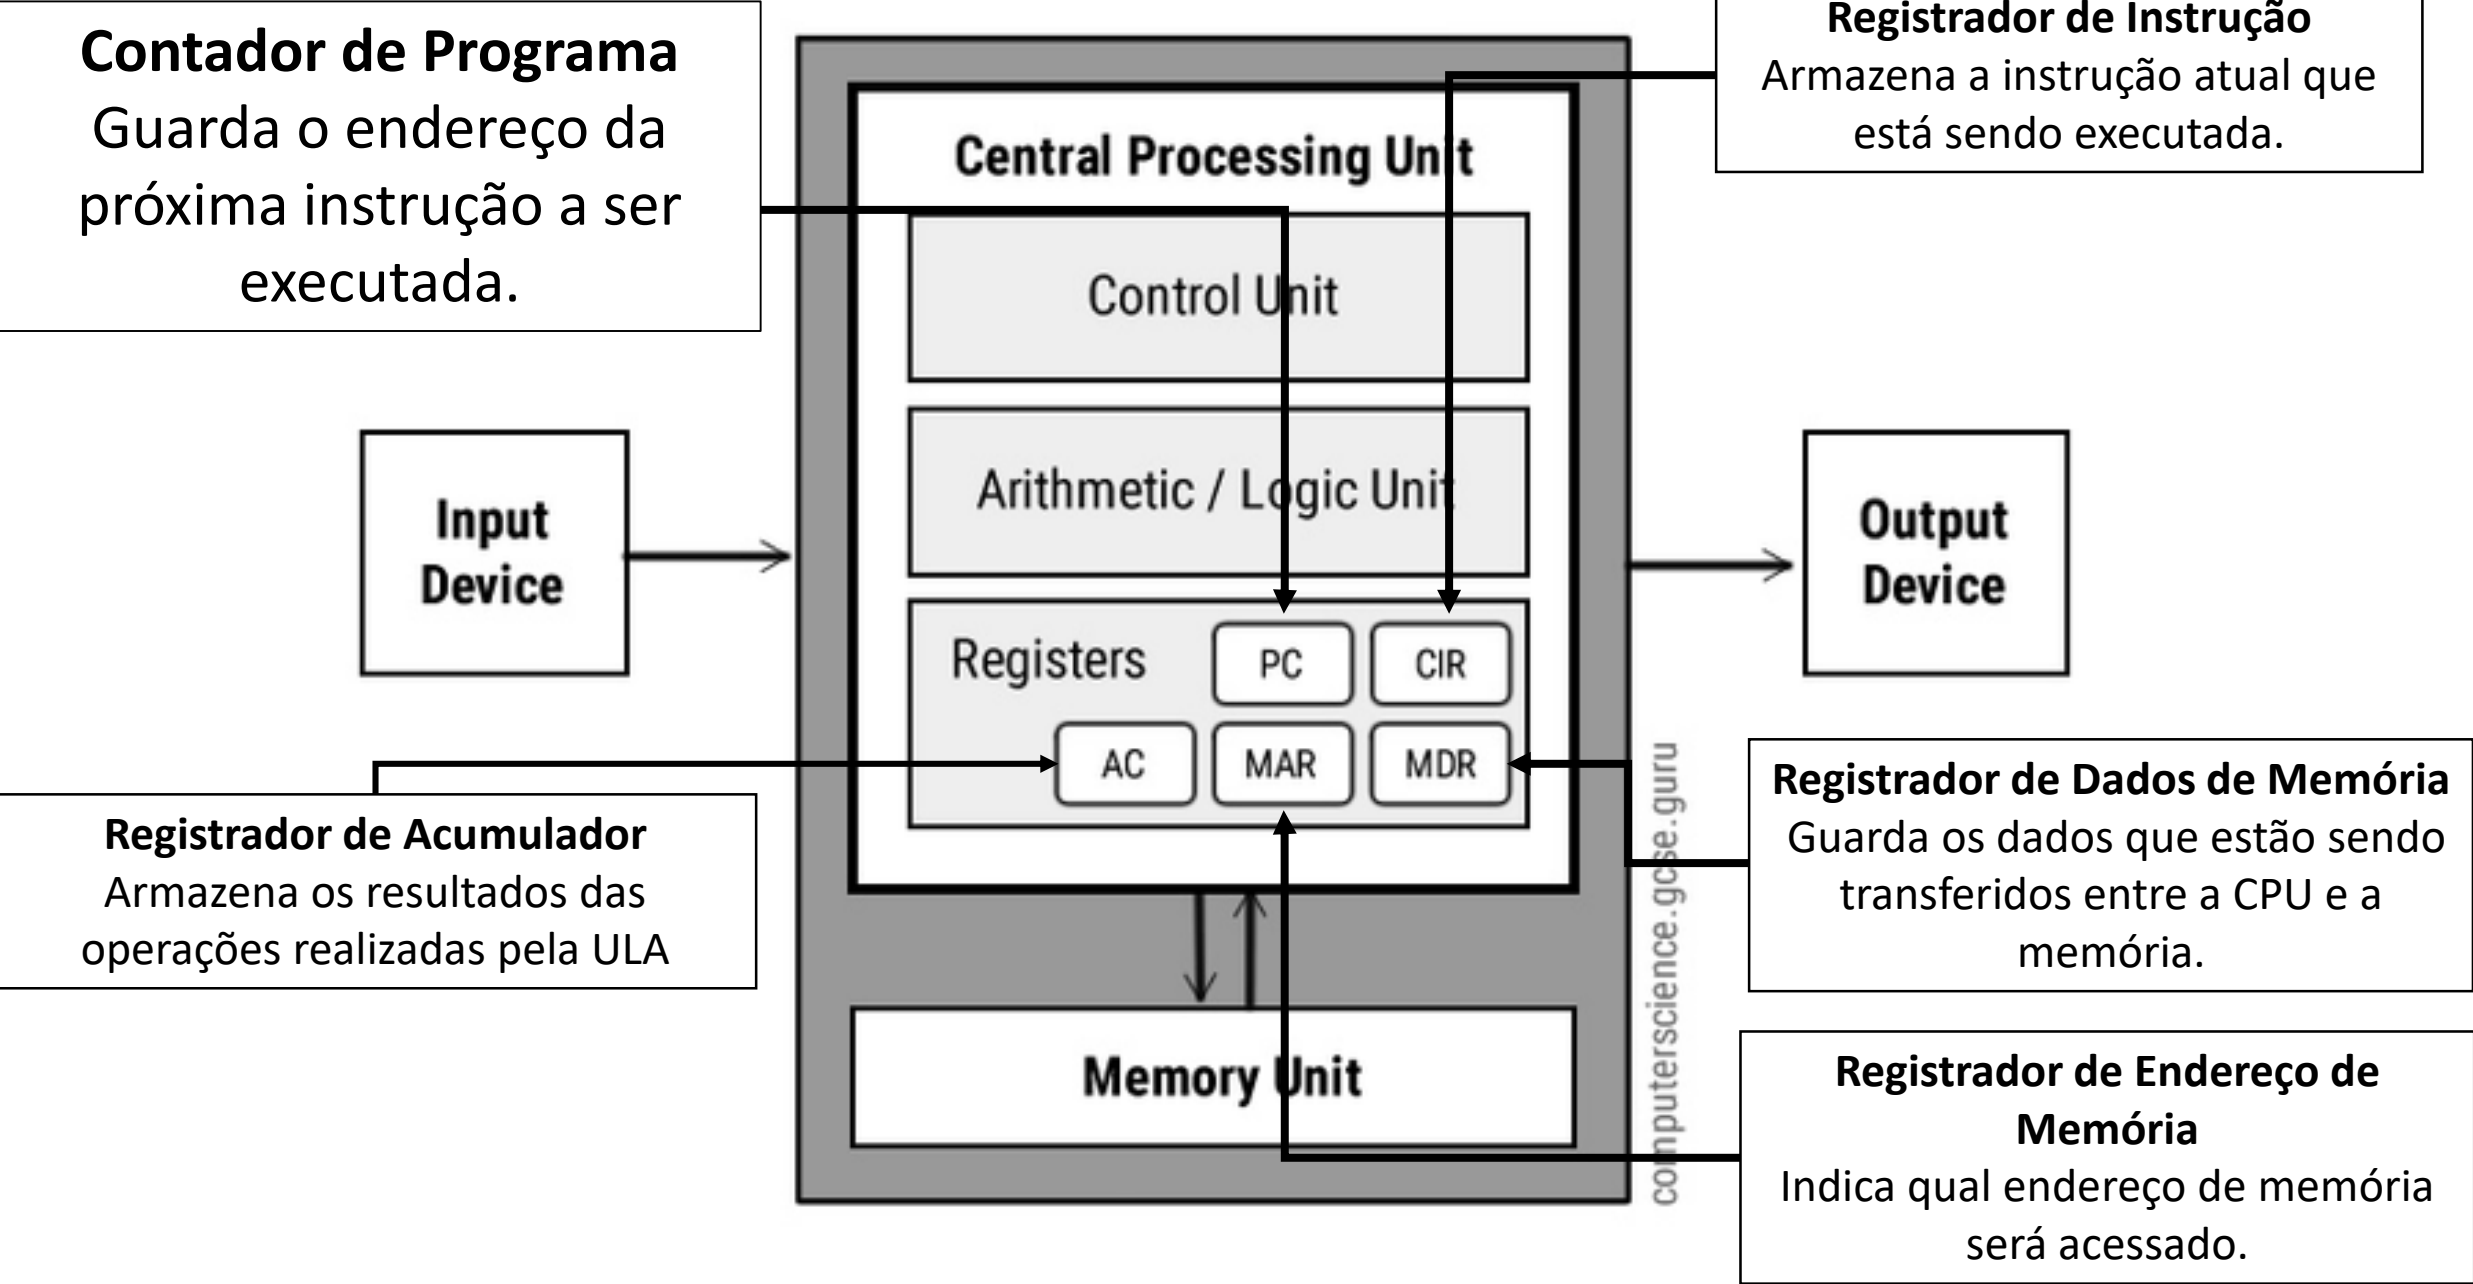 Contador de Programa
Guarda o endereço da
próxima instrução a ser
executada.
Registrador de Instrução
Armazena a instrução atual que
está sendo executada.
Central Processing Unit
Control Unit
Arithmetic / Logic Unit
Input
Device
Output
Device
Registers
PC
CIR
AC
MAR
MDR
Registrador de Acumulador
Armazena os resultados das
operações realizadas pela ULA
Registrador de Dados de Memória
Guarda os dados que estão sendo
transferidos entre a CPU e a
memória.
Memory Unit
computerscience.gcse.guru
Registrador de Endereço de
Memória
Indica qual endereço de memória
será acessado.